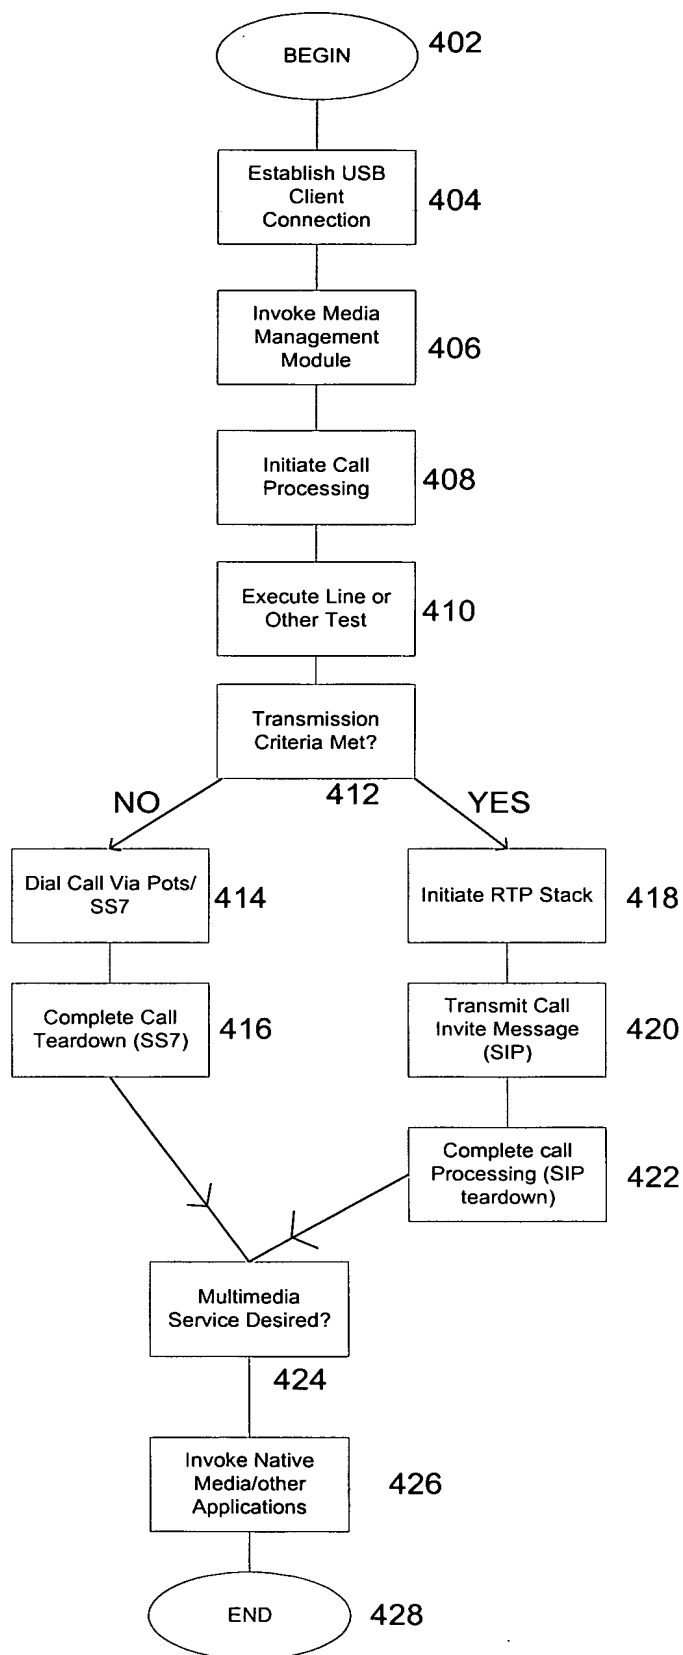 BEGIN
402
Establish USB
Client
Connection
404
Invoke Media
Management
Module
406
Initiate Call
Processing
408
Execute Line or
Other Test
410
Transmission
Criteria Met?
412
NO
YES
Dial Call Via Pots/
SS7
414
Initiate RTP Stack
418
Complete Call
Teardown (SS7)
416
Transmit Call
Invite Message
(SIP)
420
Complete call
Processing (SIP
teardown)
422
Multimedia
Service Desired?
424
Invoke Native
Media/other
Applications
426
END
428